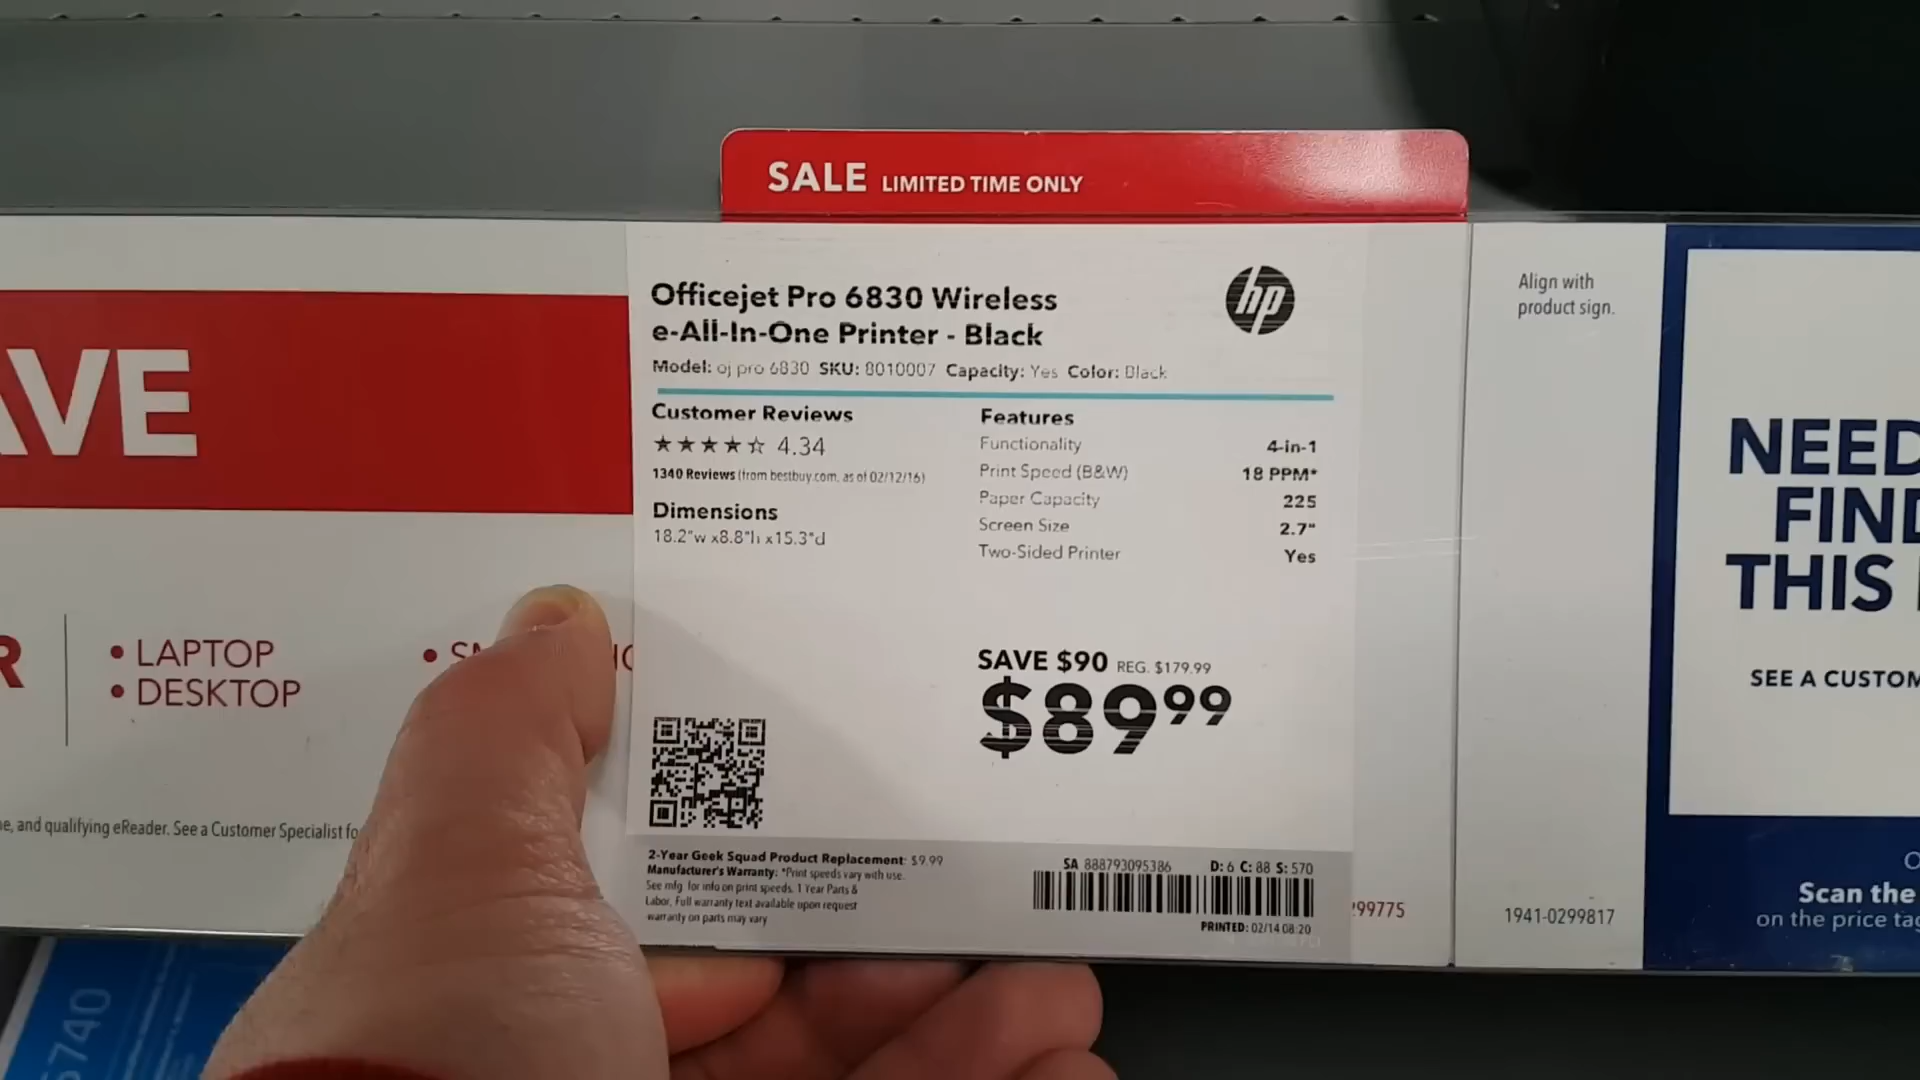 SALE LIMITED TIME ONLY
hp
Officejet Pro 6830 Wireless
e-All-In-One Printer - Black
Model: oj pro 6830 SKU: 8010007 Capacity: Yes Color: Black
Customer Reviews
4.34
1340 Reviews (from bestbuy.com, as of 02/12/16)
Dimensions
18.2"w x8.8"h x15.3"d
Features
Functionality 4-in-1
Print Speed (B&W) 18 PPM*
Paper Capacity 225
Screen Size 2.7"
Two-Sided Printer Yes
SAVE $90 REG. $179.99
$8999
2-Year Geek Squad Product Replacement: $9.99
Manufacturer's Warranty: *Print speeds vary with use.
See mfg. for info on print speeds. 1 Year Parts &
Labor, Full warranty text available upon request
warranty on parts may vary
SA 888793095386 D: 6 C: 88 S: 570
PRINTED: 02/14 08:20
AVE
R
• LAPTOP
• DESKTOP
and qualifying eReader. See a Customer Specialist
299775
Align with
product sign.
1941-0299817
NEED
FIND
THIS
SEE A CUSTOM
Scan the
on the price tag
5740